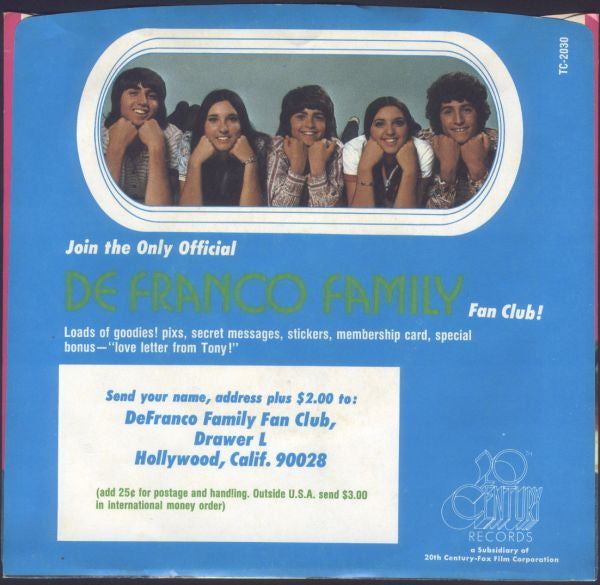 TC-2030
Join the Only Official
DE FRANCO FAMILY Fan Club!
Loads of goodies! pixs, secret messages, stickers, membership card, special
bonus—"love letter from Tony!"
Send your name, address plus $2.00 to:
DeFranco Family Fan Club,
Drawer L
Hollywood, Calif. 90028
(add 25¢ for postage and handling. Outside U.S.A. send $3.00
in international money order)
20TH
CENTURY
RECORDS
a Subsidiary of
20th Century-Fox Film Corporation